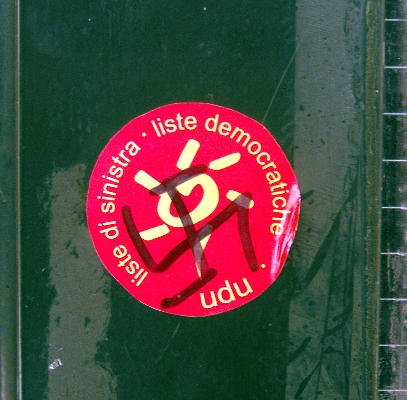 liste di sinistra · liste democratiche · udu